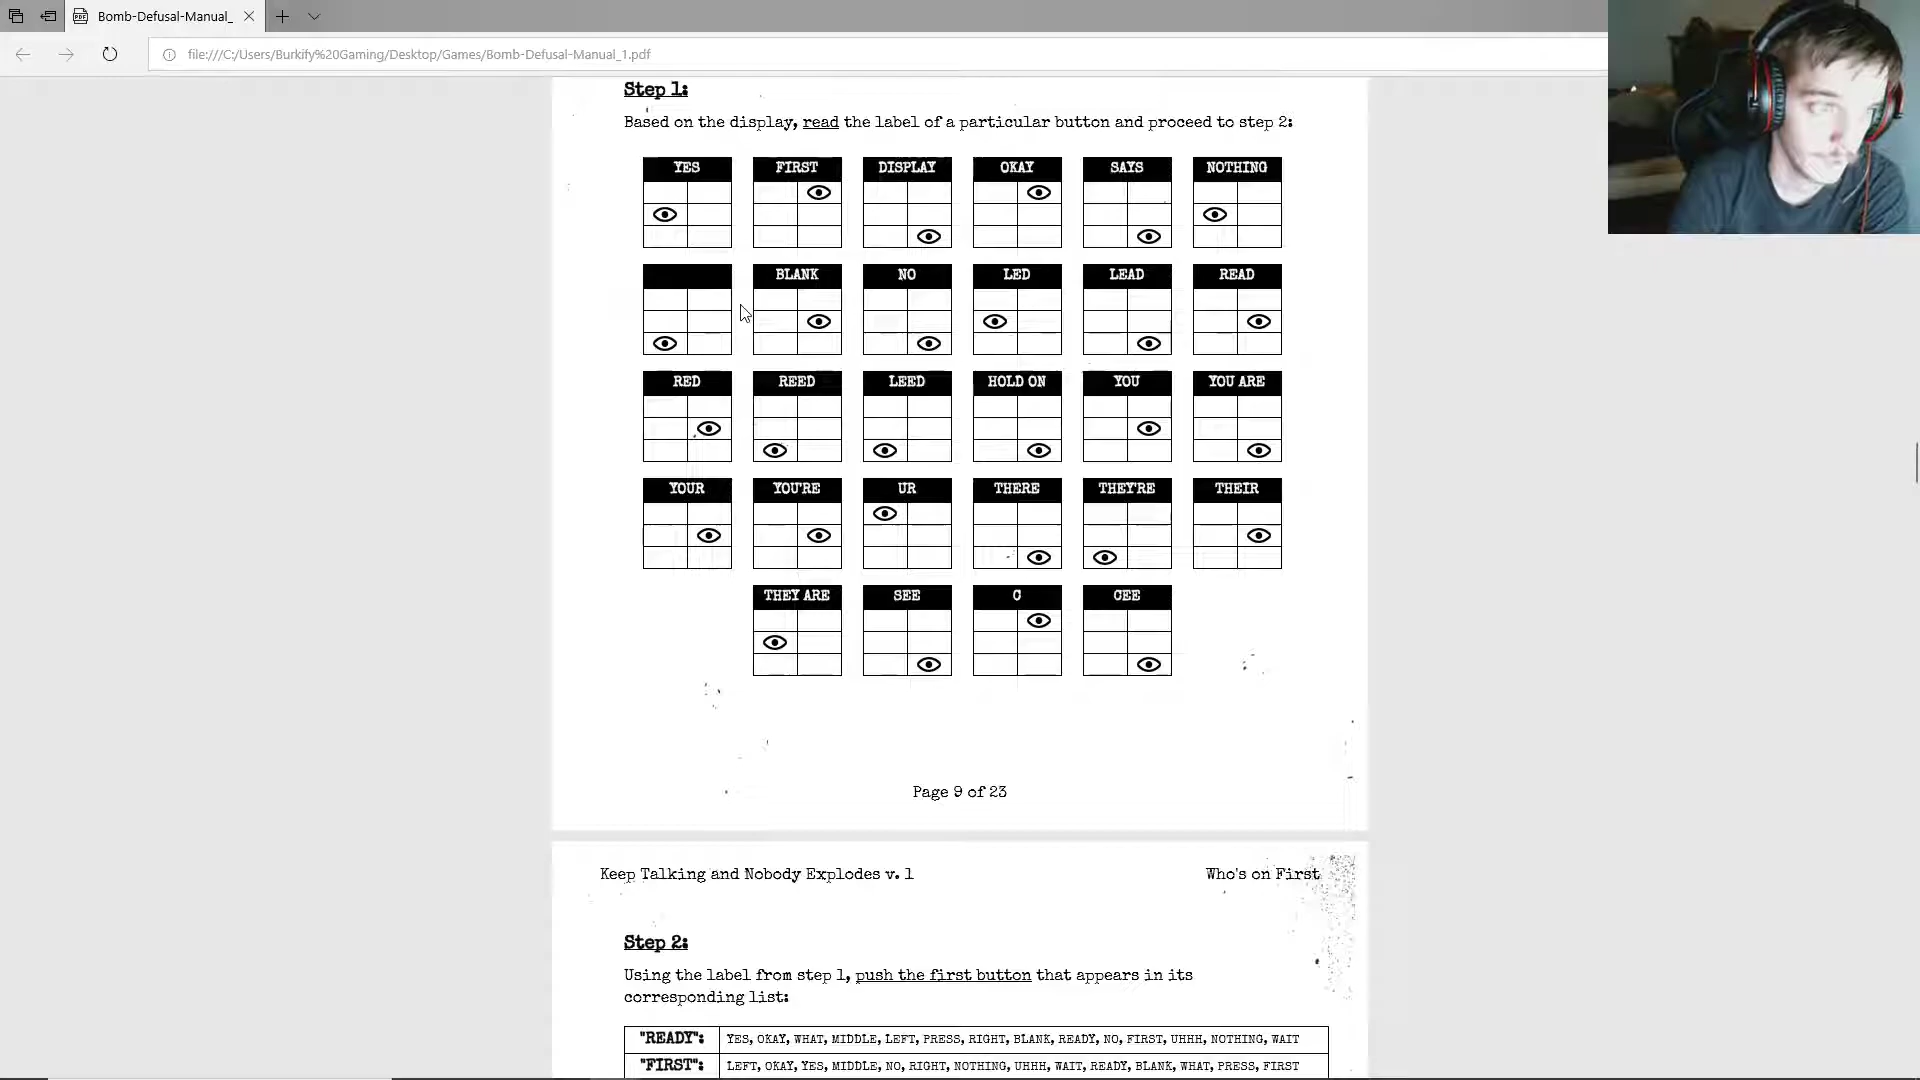 Bomb-Defusal-Manual_
file:///C:/Users/Burkify%20Gaming/Desktop/Games/Bomb-Defusal-Manual_1.pdf
Step 1:
Based on the display, read the label of a particular button and proceed to step 2:
YES FIRST DISPLAY OKAY SAYS NOTHING
BLANK NO LED LEAD READ
RED REED LEED HOLD ON YOU YOU ARE
YOUR YOU'RE UR THERE THEY'RE THEIR
THEY ARE SEE C CEE
Page 9 of 23
Keep Talking and Nobody Explodes v. 1 Who's on First
Step 2:
Using the label from step 1, push the first button that appears in its
corresponding list:
"READY": YES, OKAY, WHAT, MIDDLE, LEFT, PRESS, RIGHT, BLANK, READY, NO, FIRST, UHHH, NOTHING, WAIT
"FIRST": LEFT, OKAY, YES, MIDDLE, NO, RIGHT, NOTHING, UHHH, WAIT, READY, BLANK, WHAT, PRESS, FIRST